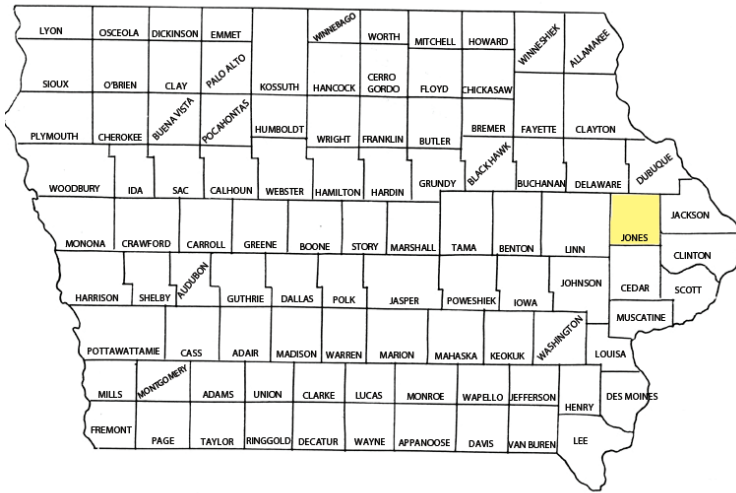 LYON OSCEOLA DICKINSON EMMET WINNEBAGO WORTH MITCHELL HOWARD WINNESHIEK ALLAMAKEE
SIOUX O'BRIEN CLAY PALO ALTO KOSSUTH HANCOCK CERRO GORDO FLOYD CHICKASAW
PLYMOUTH CHEROKEE BUENA VISTA POCAHONTAS HUMBOLDT WRIGHT FRANKLIN BUTLER BREMER FAYETTE CLAYTON
WOODBURY IDA SAC CALHOUN WEBSTER HAMILTON HARDIN GRUNDY BLACK HAWK BUCHANAN DELAWARE DUBUQUE
MONONA CRAWFORD CARROLL GREENE BOONE STORY MARSHALL TAMA BENTON LINN JONES JACKSON
CLINTON
HARRISON SHELBY AUDUBON GUTHRIE DALLAS POLK JASPER POWESHIEK IOWA JOHNSON CEDAR SCOTT
MUSCATINE
POTTAWATTAMIE CASS ADAIR MADISON WARREN MARION MAHASKA KEOKUK WASHINGTON LOUISA
MILLS MONTGOMERY ADAMS UNION CLARKE LUCAS MONROE WAPELLO JEFFERSON HENRY DES MOINES
FREMONT PAGE TAYLOR RINGGOLD DECATUR WAYNE APPANOOSE DAVIS VAN BUREN LEE